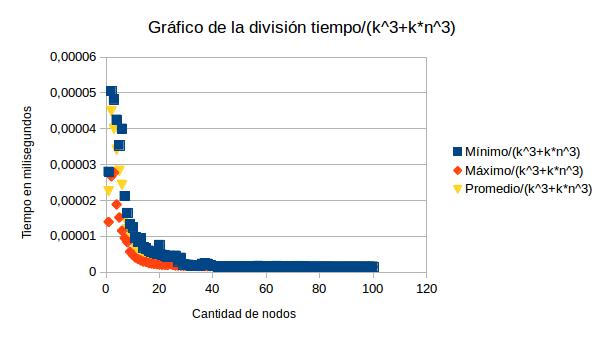 Gráfico de la división tiempo/(k^3+k*n^3)
Tiempo en milisegundos
0,00006
0,00005
0,00004
0,00003
0,00002
0,00001
0
0 20 40 60 80 100 120
Cantidad de nodos
Mínimo/(k^3+k*n^3)
Máximo/(k^3+k*n^3)
Promedio/(k^3+k*n^3)